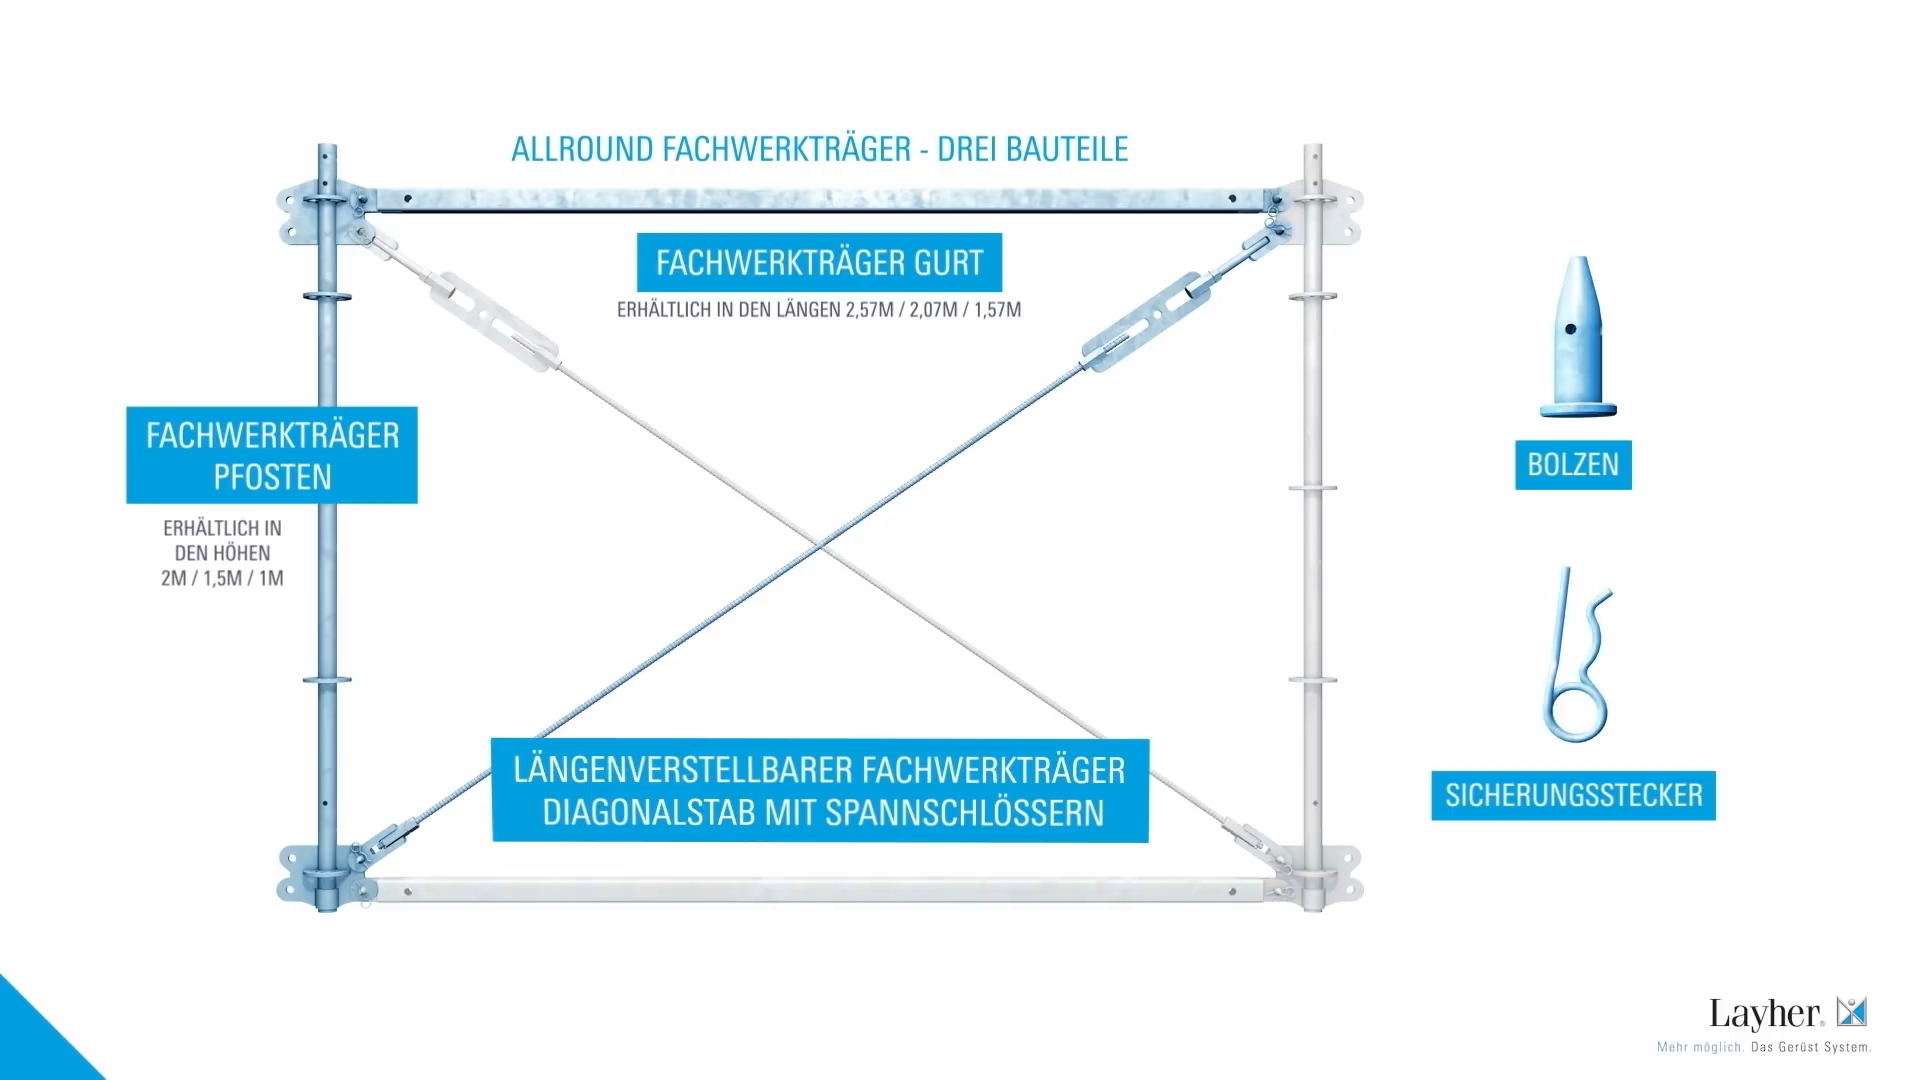 ALLROUND FACHWERKTRÄGER - DREI BAUTEILE
FACHWERKTRÄGER GURT
ERHÄLTLICH IN DEN LÄNGEN 2,57M / 2,07M / 1,57M
FACHWERKTRÄGER
PFOSTEN
ERHÄLTLICH IN
DEN HÖHEN
2M / 1,5M / 1M
LÄNGENVERSTELLBARER FACHWERKTRÄGER
DIAGONALSTAB MIT SPANNSCHLÖSSERN
BOLZEN
SICHERUNGSSTECKER
Layher®
Mehr möglich. Das Gerüst System.